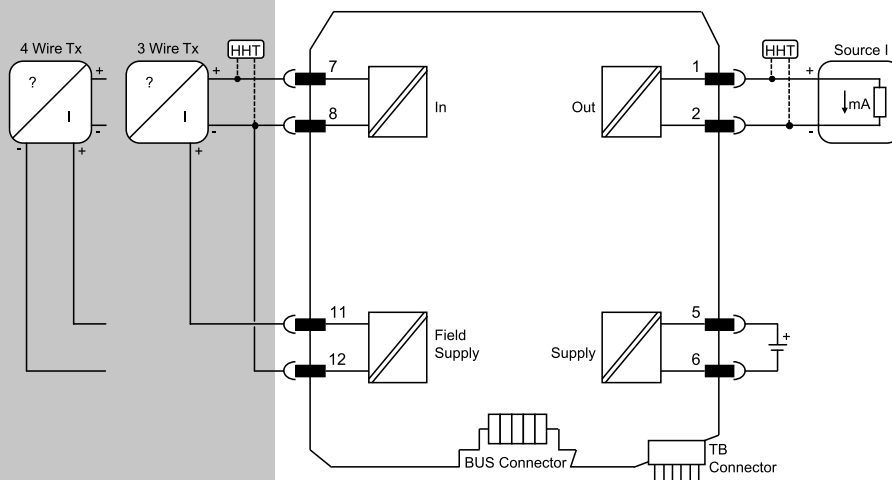 4 Wire Tx
3 Wire Tx
HHT
HHT
Source I
?
I
+
-
-
+
?
I
+
-
+
7
8
In
Out
1
2
+
-
mA
11
12
Field
Supply
Supply
5
6
+
BUS Connector
TB
Connector